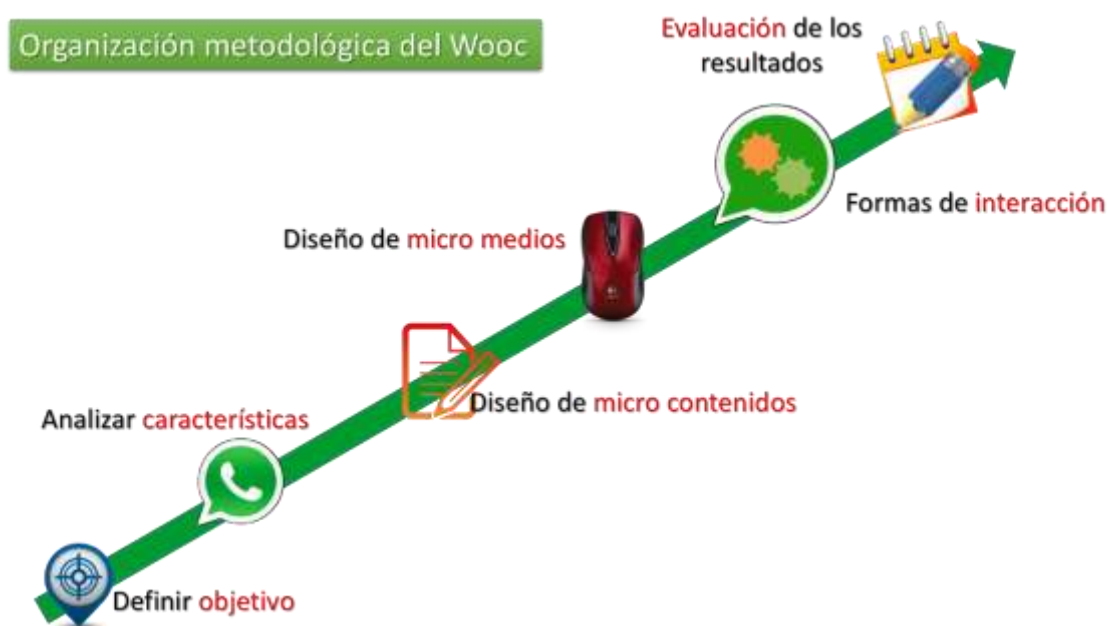 Organización metodológica del Wooc
Evaluación de los
resultados
Formas de interacción
Diseño de micro medios
Diseño de micro contenidos
Analizar característícas
Definir objetivo